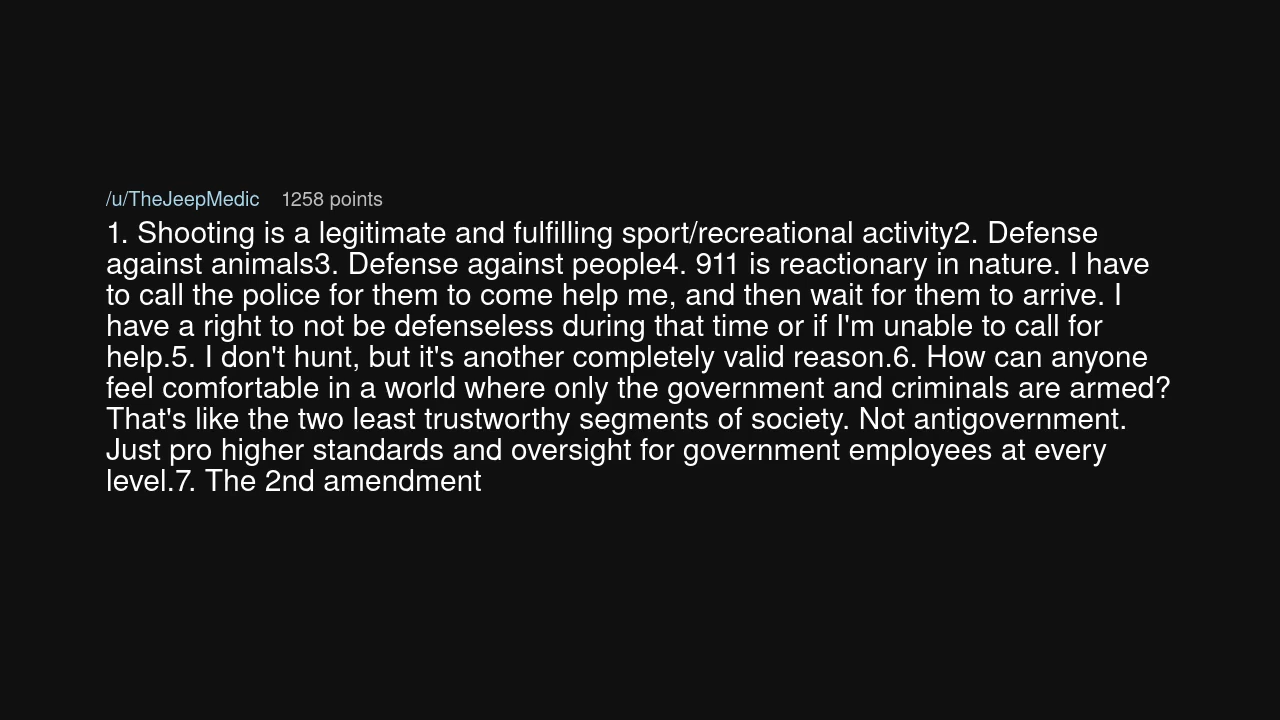 /u/TheJeepMedic 1258 points
1. Shooting is a legitimate and fulfilling sport/recreational activity2. Defense
against animals3. Defense against people4. 911 is reactionary in nature. I have
to call the police for them to come help me, and then wait for them to arrive. I
have a right to not be defenseless during that time or if I'm unable to call for
help.5. I don't hunt, but it's another completely valid reason.6. How can anyone
feel comfortable in a world where only the government and criminals are armed?
That's like the two least trustworthy segments of society. Not antigovernment.
Just pro higher standards and oversight for government employees at every
level.7. The 2nd amendment